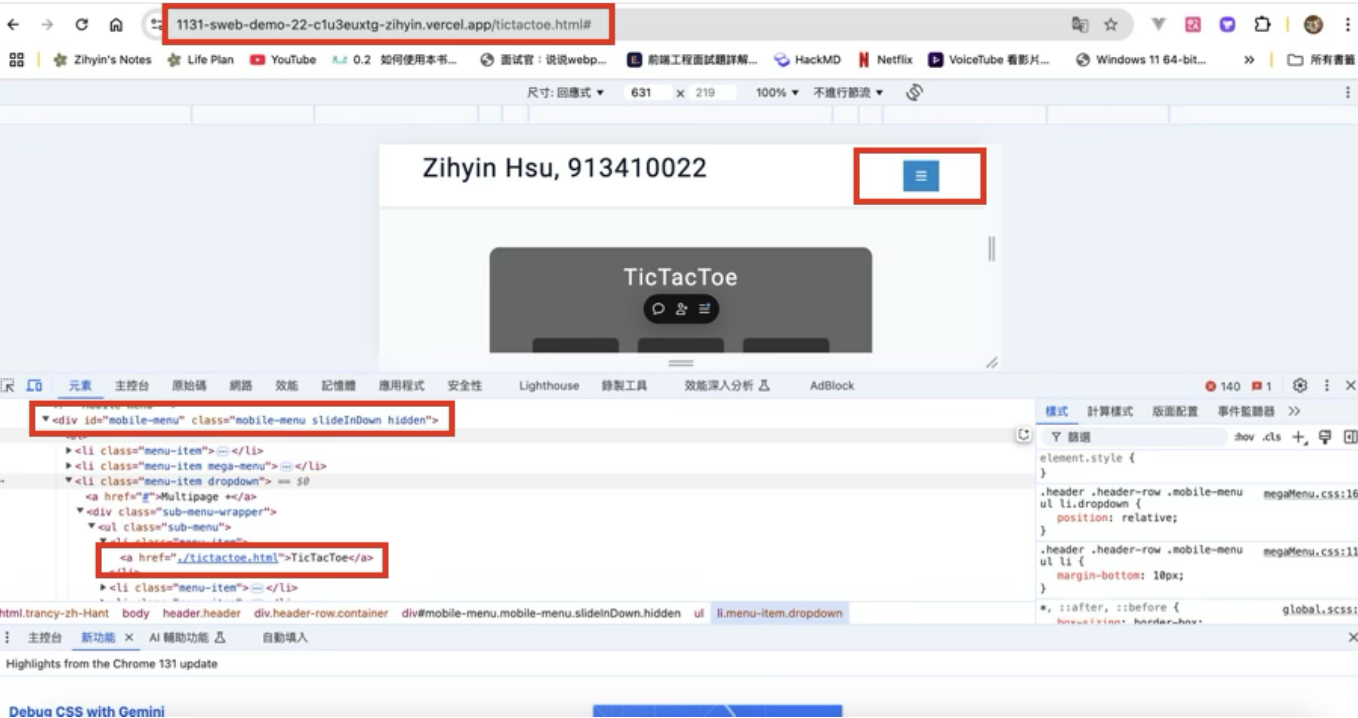 1131-sweb-demo-22-c1u3euxtg-zihyin.vercel.app/tictactoe.html#
Zihyin's Notes Life Plan YouTube 0.2 如何使用本书... 面试官：说说webp... 前端工程面試題詳解... HackMD Netflix VoiceTube 看影片... Windows 11 64-bit... » 所有書籤
尺寸: 回應式 ▼ 631 x 219 100% ▼ 不進行節流 ▼
Zihyin Hsu, 913410022
TicTacToe
元素 主控台 原始碼 網路 效能 記憶體 應用程式 安全性 Lighthouse 錄製工具 效能深入分析 AdBlock 140 1
▼<div id="mobile-menu" class="mobile-menu slideInDown hidden">
▶<li class="menu-item">…</li>
▶<li class="menu-item mega-menu">…</li>
▼<li class="menu-item dropdown"> == $0
<a href="#">Multipage +</a>
▼<div class="sub-menu-wrapper">
▼<ul class="sub-menu">
▼<li class="menu-item">
<a href="./tictactoe.html">TicTacToe</a>
</li>
▶<li class="menu-item">…</li>
html.trancy-zh-Hant body header.header div.header-row.container div#mobile-menu.mobile-menu.slideInDown.hidden ul li.menu-item.dropdown
樣式 計算樣式 版面配置 事件監聽器 »
篩選 :hov .cls
element.style {
}
.header .header-row .mobile-menu megaMenu.css:16
ul li.dropdown {
position: relative;
}
.header .header-row .mobile-menu megaMenu.css:11
ul li {
margin-bottom: 10px;
}
*, ::after, ::before { global.scss:
box-sizing: border-box;
主控台 新功能 AI 輔助功能 自動填入
Highlights from the Chrome 131 update
Debug CSS with Gemini